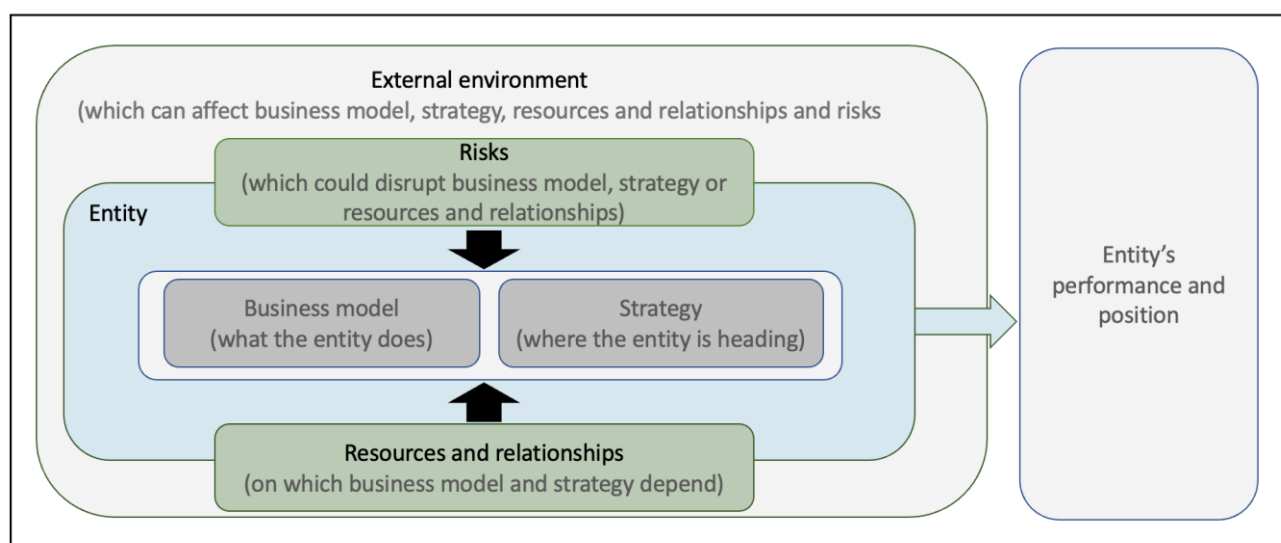 External environment
(which can affect business model, strategy, resources and relationships and risks
Risks
(which could disrupt business model, strategy or
resources and relationships)
Entity
Business model
(what the entity does)
Strategy
(where the entity is heading)
Resources and relationships
(on which business model and strategy depend)
Entity’s
performance and
position